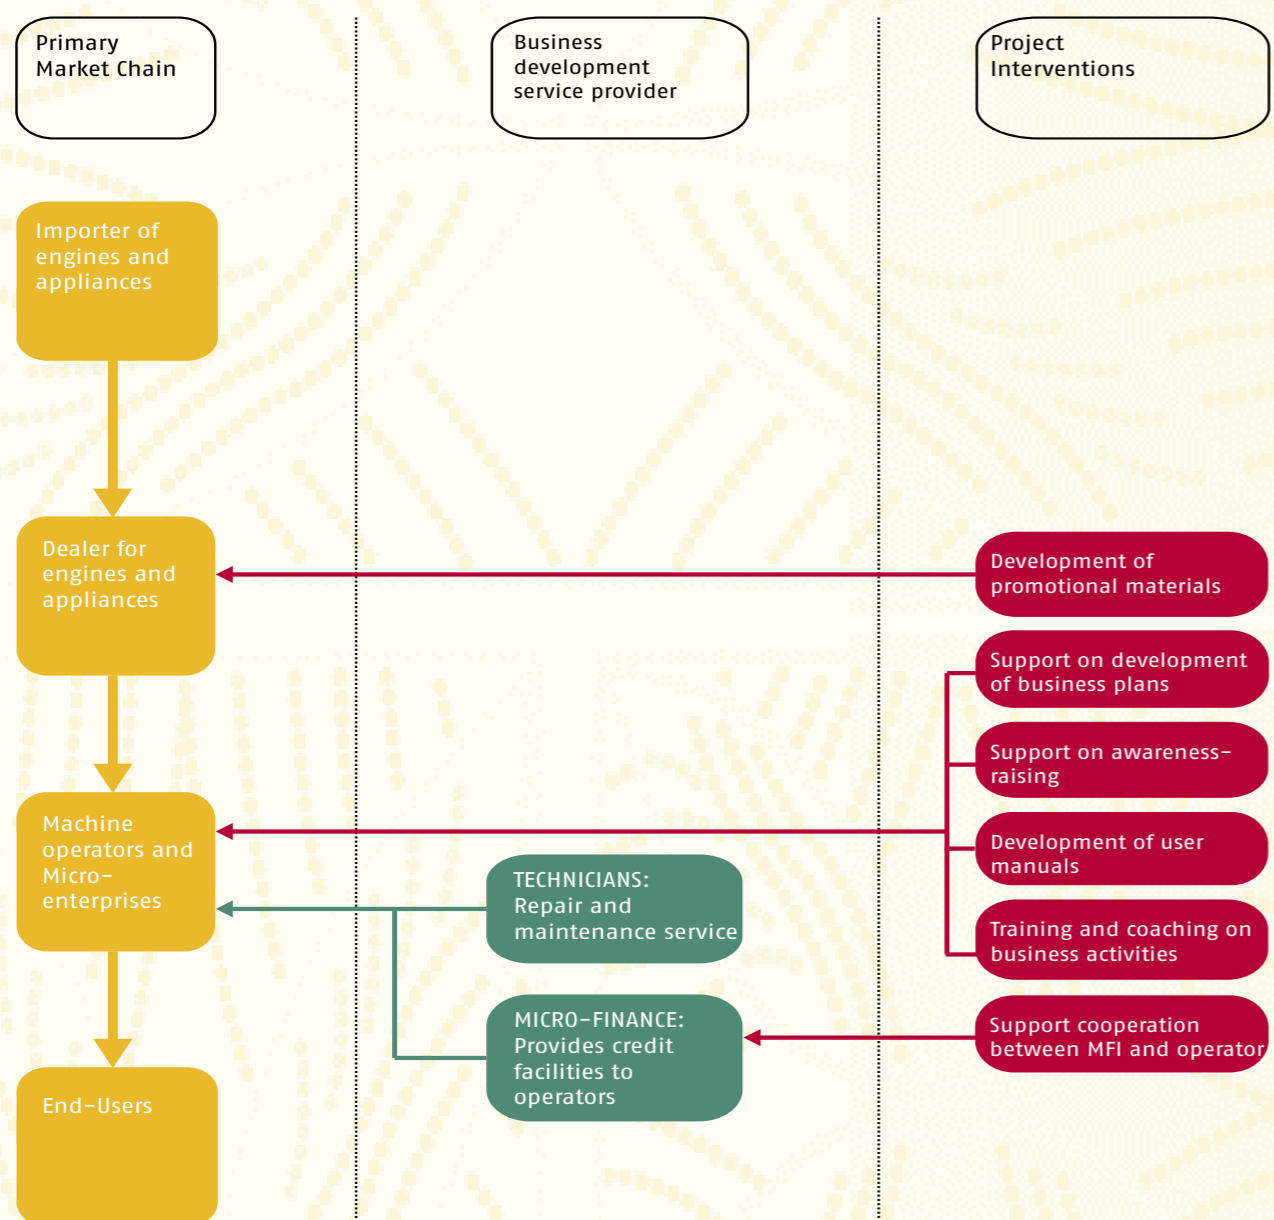 Primary
Market Chain
Business
development
service provider
Project
Interventions
Importer of
engines and
appliances
Dealer for
engines and
appliances
Development of
promotional materials
Support on development
of business plans
Support on awareness-
raising
Machine
operators and
Micro-
enterprises
Development of user
manuals
TECHNICIANS:
Repair and
maintenance service
Training and coaching on
business activities
MICRO-FINANCE:
Provides credit
facilities to
operators
Support cooperation
between MFI and operator
End-Users